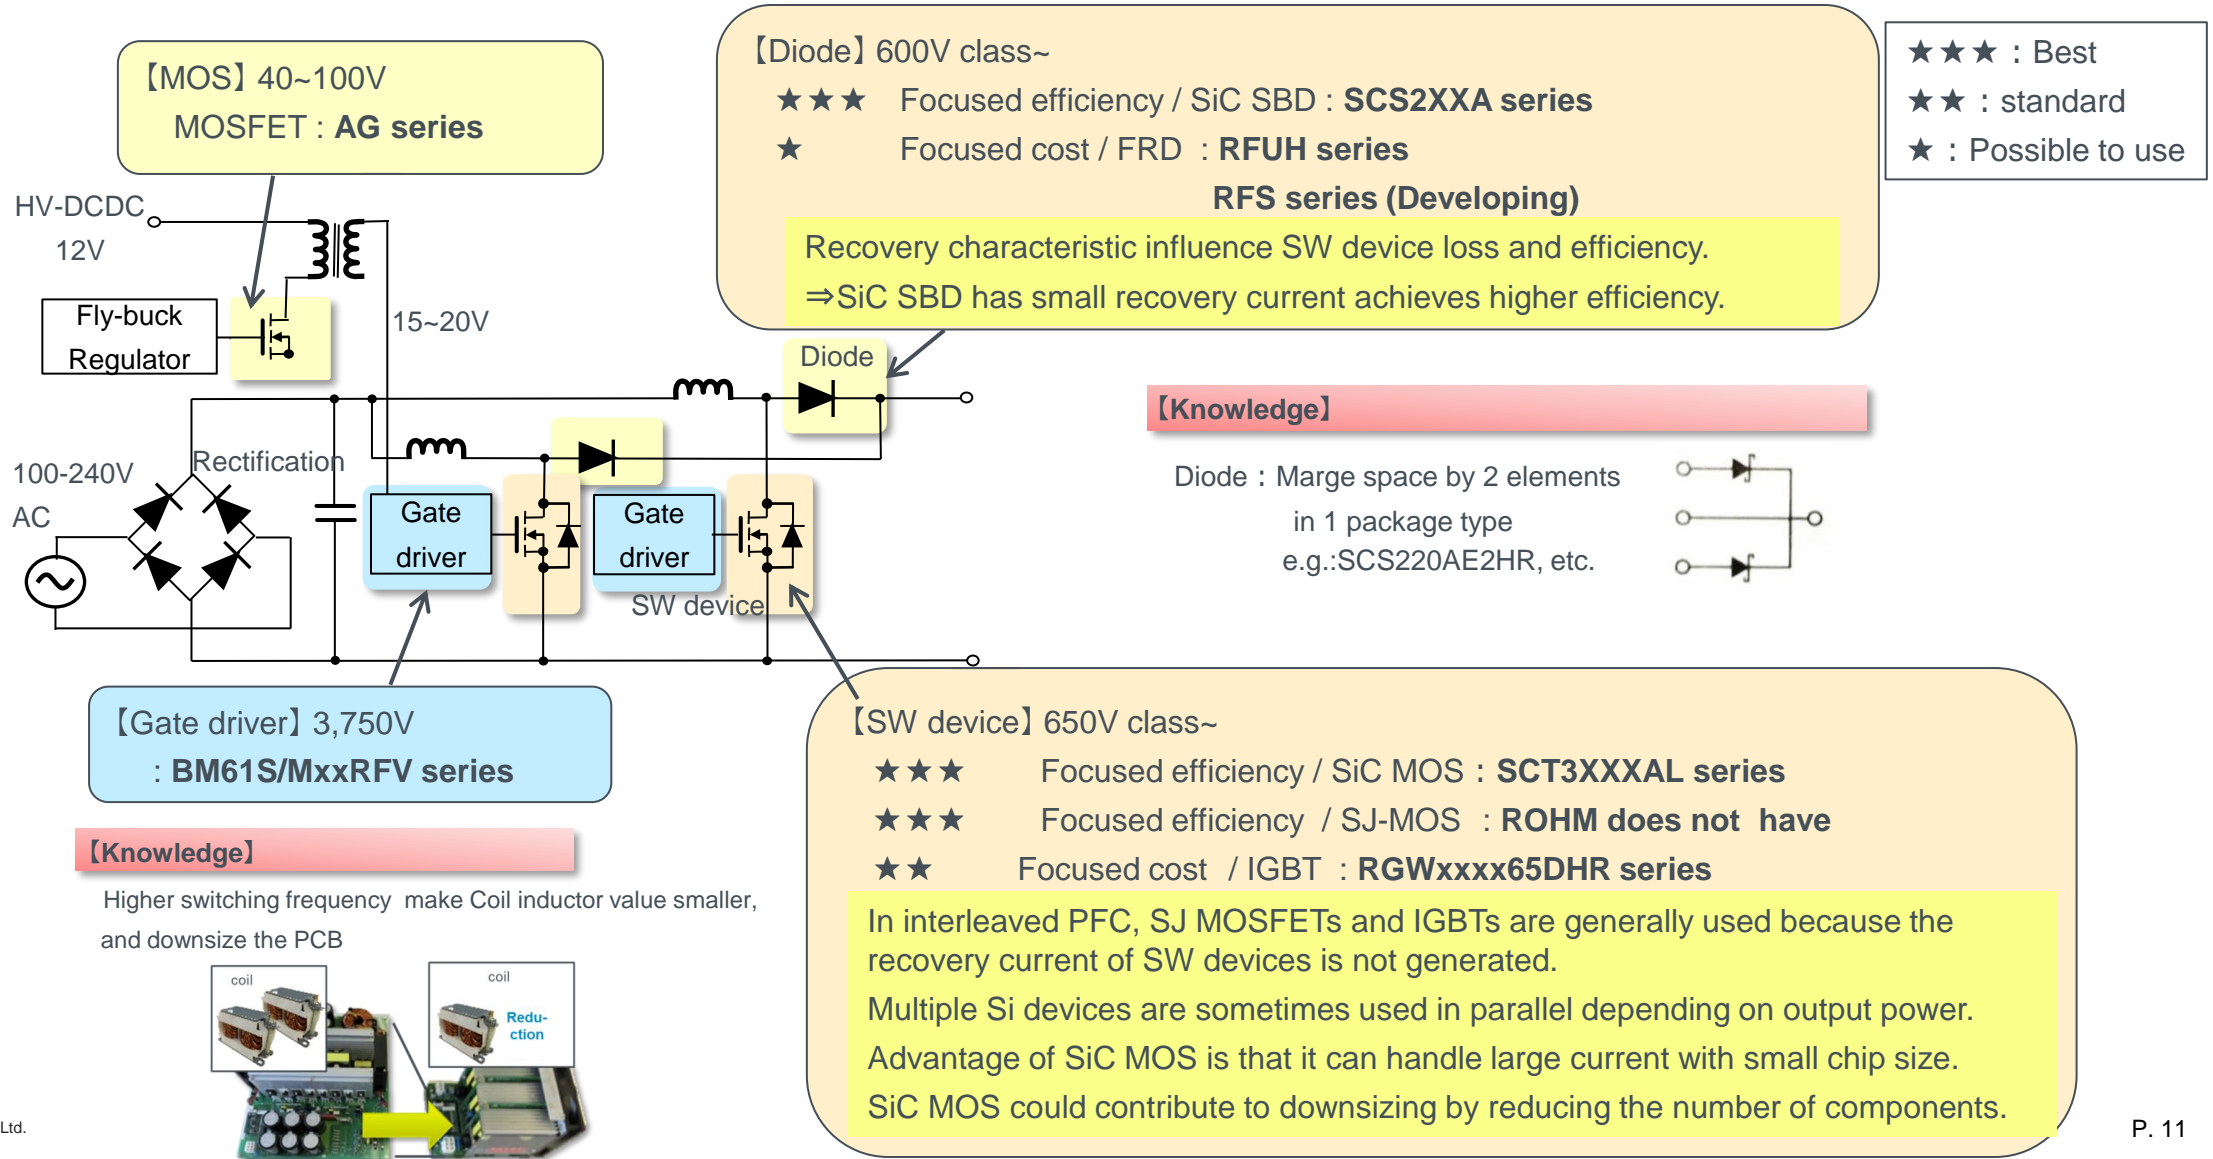 【MOS】 40~100V
MOSFET : AG series
【Diode】 600V class~
★★★ Focused efficiency / SiC SBD : SCS2XXA series
★ Focused cost / FRD : RFUH series
RFS series (Developing)
Recovery characteristic influence SW device loss and efficiency.
⇒SiC SBD has small recovery current achieves higher efficiency.
★★★ : Best
★★ : standard
★ : Possible to use
HV-DCDC
12V
Fly-buck
Regulator
15~20V
Diode
100-240V
AC
Rectification
Gate
driver
Gate
driver
SW device
【Knowledge】
Diode : Marge space by 2 elements
in 1 package type
e.g.:SCS220AE2HR, etc.
【Gate driver】 3,750V
: BM61S/MxxRFV series
【Knowledge】
Higher switching frequency make Coil inductor value smaller,
and downsize the PCB
coil
coil
Redu-
ction
【SW device】 650V class~
★★★ Focused efficiency / SiC MOS : SCT3XXXAL series
★★★ Focused efficiency / SJ-MOS : ROHM does not have
★★ Focused cost / IGBT : RGWxxxx65DHR series
In interleaved PFC, SJ MOSFETs and IGBTs are generally used because the
recovery current of SW devices is not generated.
Multiple Si devices are sometimes used in parallel depending on output power.
Advantage of SiC MOS is that it can handle large current with small chip size.
SiC MOS could contribute to downsizing by reducing the number of components.
Ltd.
P. 11